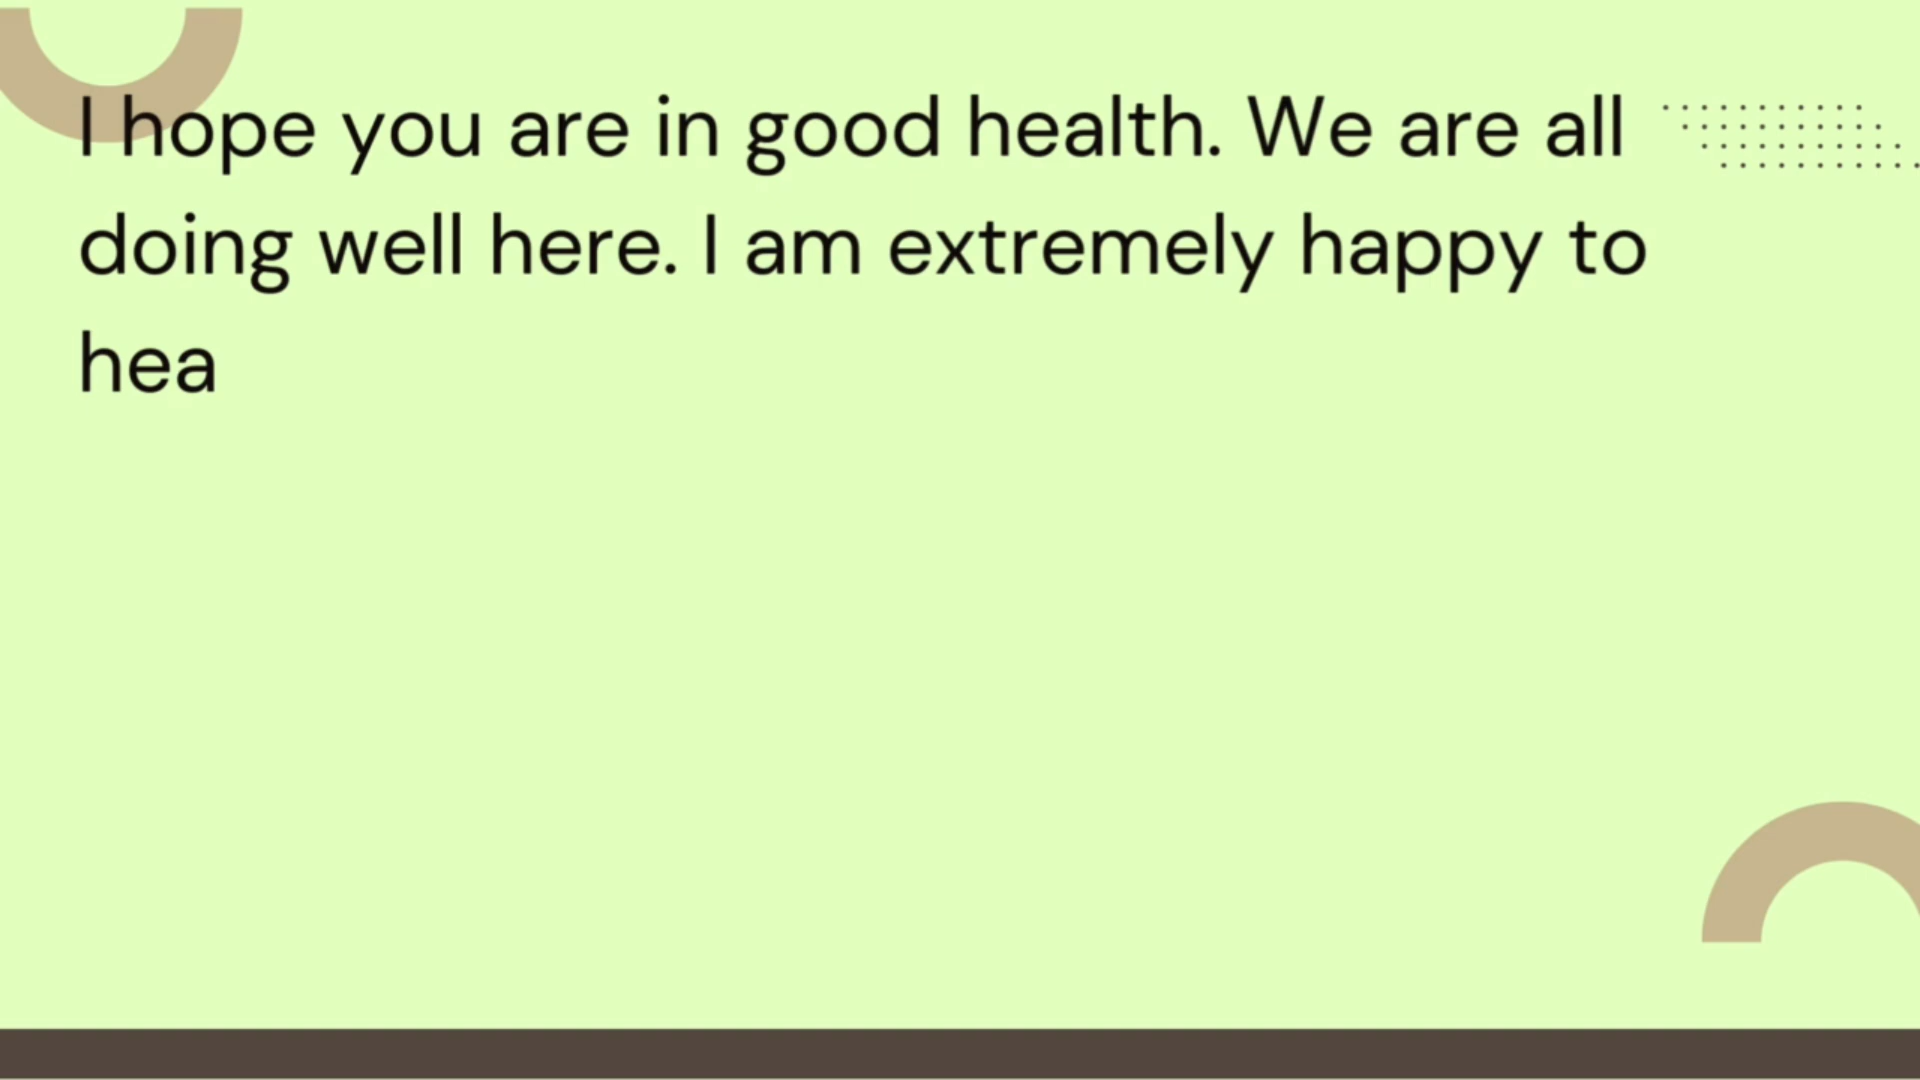 I hope you are in good health. We are all
doing well here. I am extremely happy to
hea